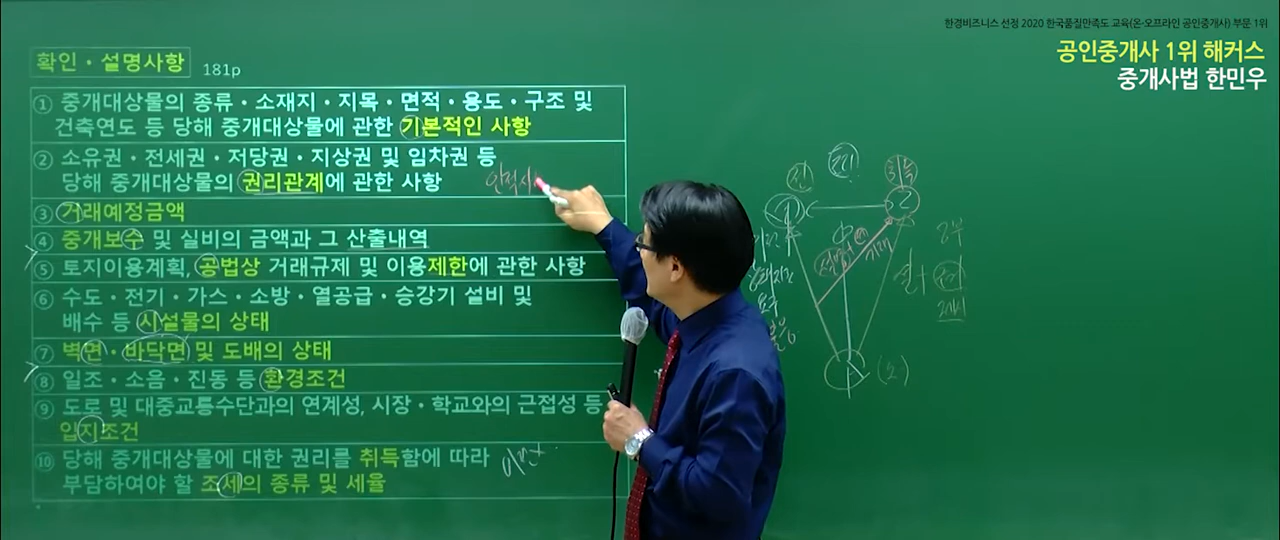 한경비즈니스 선정 2020 한국품질만족도 교육(온·오프라인 공인중개사) 부문 1위
공인중개사 1위 해커스
중개사법 한민우
확인·설명사항 181p
① 중개대상물의 종류·소재지·지목·면적·용도·구조 및
건축연도 등 당해 중개대상물에 관한 기본적인 사항
② 소유권·전세권·저당권·지상권 및 임차권 등
당해 중개대상물의 권리관계에 관한 사항
③ 거래예정금액
④ 중개보수 및 실비의 금액과 그 산출내역
⑤ 토지이용계획, 공법상 거래규제 및 이용제한에 관한 사항
⑥ 수도·전기·가스·소방·열공급·승강기 설비 및
배수 등 시설물의 상태
⑦ 벽면·바닥면 및 도배의 상태
⑧ 일조·소음·진동 등 환경조건
⑨ 도로 및 대중교통수단과의 연계성, 시장·학교와의 근접성 등
입지조건
⑩ 당해 중개대상물에 대한 권리를 취득함에 따라
부담하여야 할 조세의 종류 및 세율